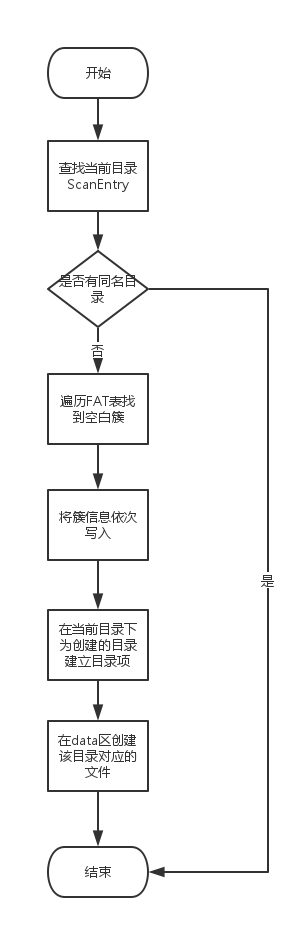 开始
查找当前目录
ScanEntry
是否有同名目
录
否
遍历FAT表找
到空白簇
将簇信息依次
写入
是
在当前目录下
为创建的目录
建立目录项
在data区创建
该目录对应的
文件
结束